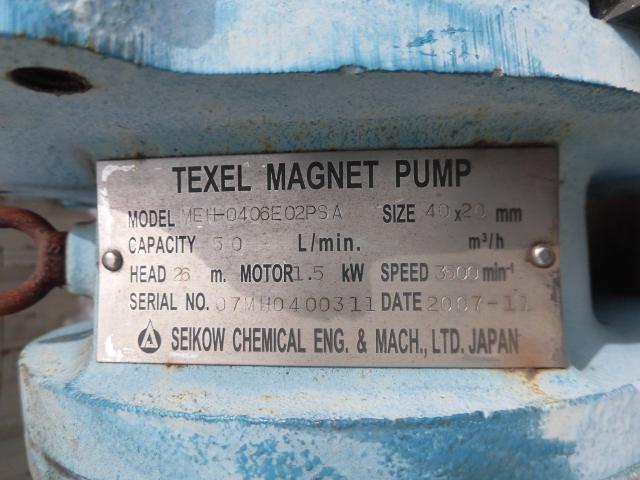 TEXEL MAGNET PUMP
MODEL MEH-0406E02PSA SIZE 40x20 mm
CAPACITY 50 L/min. m³/h
HEAD 26 m. MOTOR 1.5 kW SPEED 3500 min⁻¹
SERIAL NO. 07MH0400311 DATE 2007-11
SEIKOW CHEMICAL ENG. & MACH., LTD. JAPAN